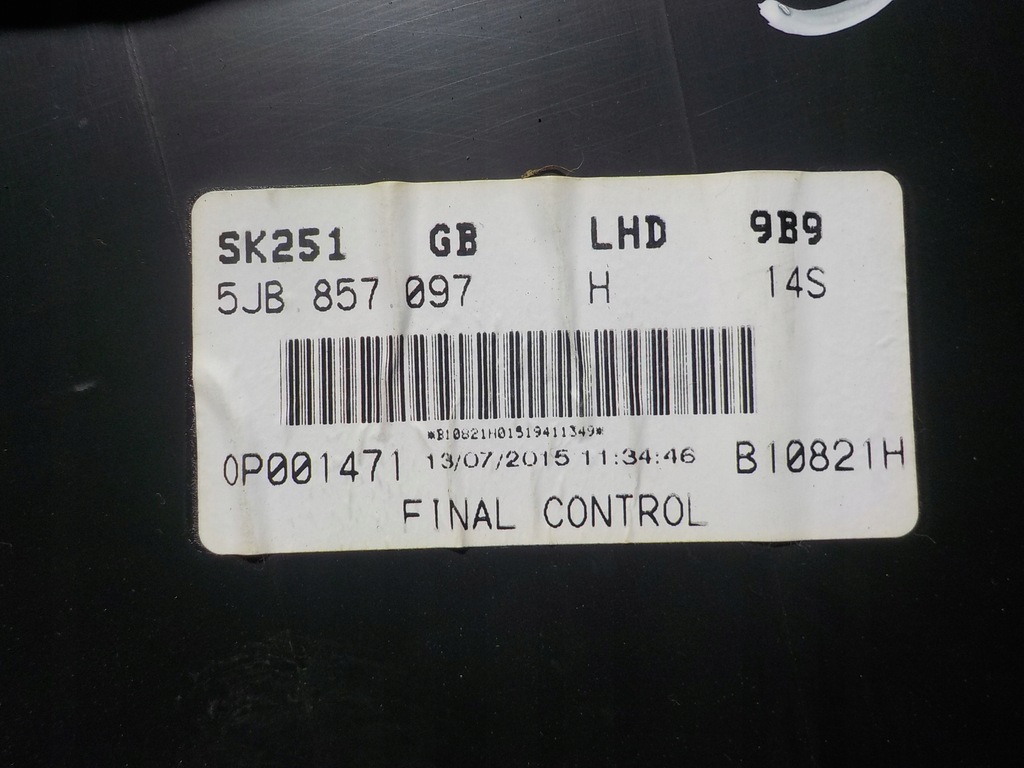 SK251 GB LHD 9B9
5JB 857 097 H 14S
*B10821H01519411349*
0P001471 13/07/2015 11:34:46 B10821H
FINAL CONTROL